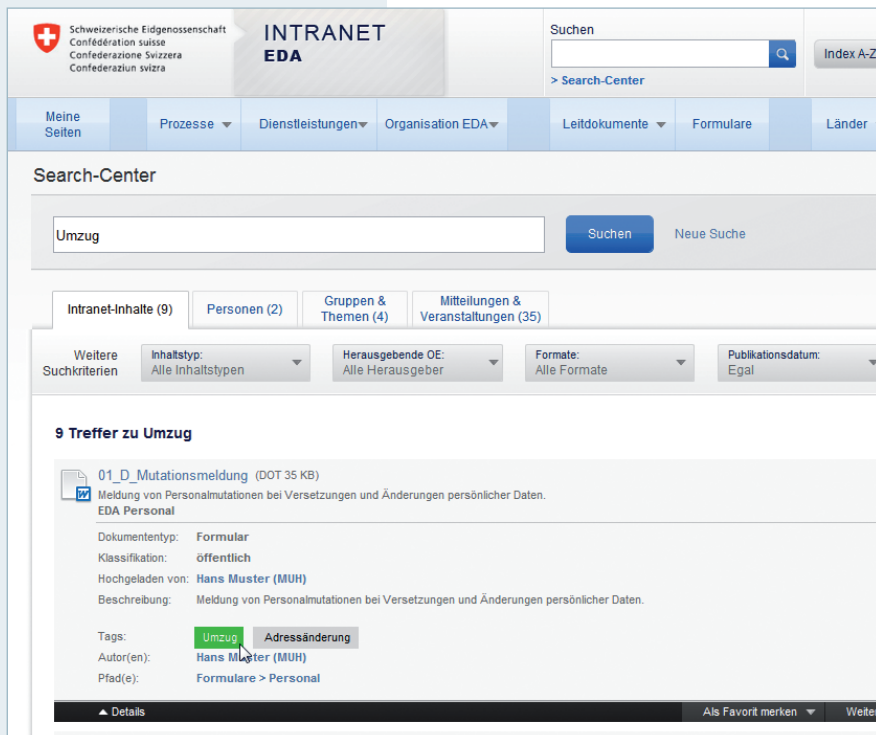 Schweizerische Eidgenossenschaft
Confédération suisse
Confederazione Svizzera
Confederaziun svizra
INTRANET
EDA
Suchen
> Search-Center
Index A-Z
Meine Seiten
Prozesse
Dienstleistungen
Organisation EDA
Leitdokumente
Formulare
Länder
Search-Center
Umzug
Suchen
Neue Suche
Intranet-Inhalte (9)
Personen (2)
Gruppen &
Themen (4)
Mitteilungen &
Veranstaltungen (35)
Weitere
Suchkriterien
Inhaltstyp:
Alle Inhaltstypen
Herausgebende OE:
Alle Herausgeber
Formate:
Alle Formate
Publikationsdatum:
Egal
9 Treffer zu Umzug
01_D_Mutationsmeldung (DOT 35 KB)
Meldung von Personalmutationen bei Versetzungen und Änderungen persönlicher Daten.
EDA Personal
Dokumententyp: Formular
Klassifikation: öffentlich
Hochgeladen von: Hans Muster (MUH)
Beschreibung: Meldung von Personalmutationen bei Versetzungen und Änderungen persönlicher Daten.
Tags: Umzug Adressänderung
Autor(en): Hans Muster (MUH)
Pfad(e): Formulare > Personal
Details Als Favorit merken Weiter